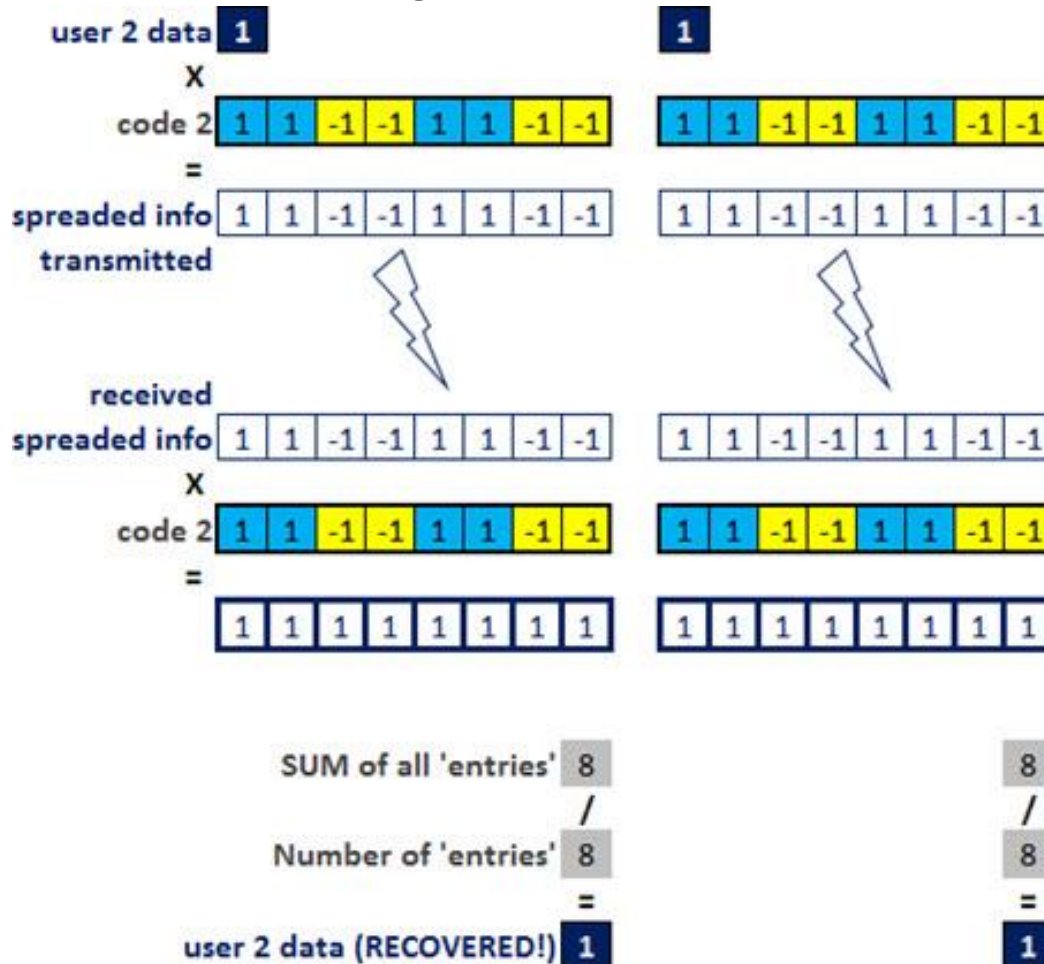 user 2 data 1 1
X
code 2 1 1 -1 -1 1 1 -1 -1 1 1 -1 -1 1 1 -1 -1
=
spreaded info 1 1 -1 -1 1 1 -1 -1 1 1 -1 -1 1 1 -1 -1
transmitted
received
spreaded info 1 1 -1 -1 1 1 -1 -1 1 1 -1 -1 1 1 -1 -1
X
code 2 1 1 -1 -1 1 1 -1 -1 1 1 -1 -1 1 1 -1 -1
=
1 1 1 1 1 1 1 1 1 1 1 1 1 1 1 1
SUM of all 'entries' 8 8
/ /
Number of 'entries' 8 8
= =
user 2 data (RECOVERED!) 1 1